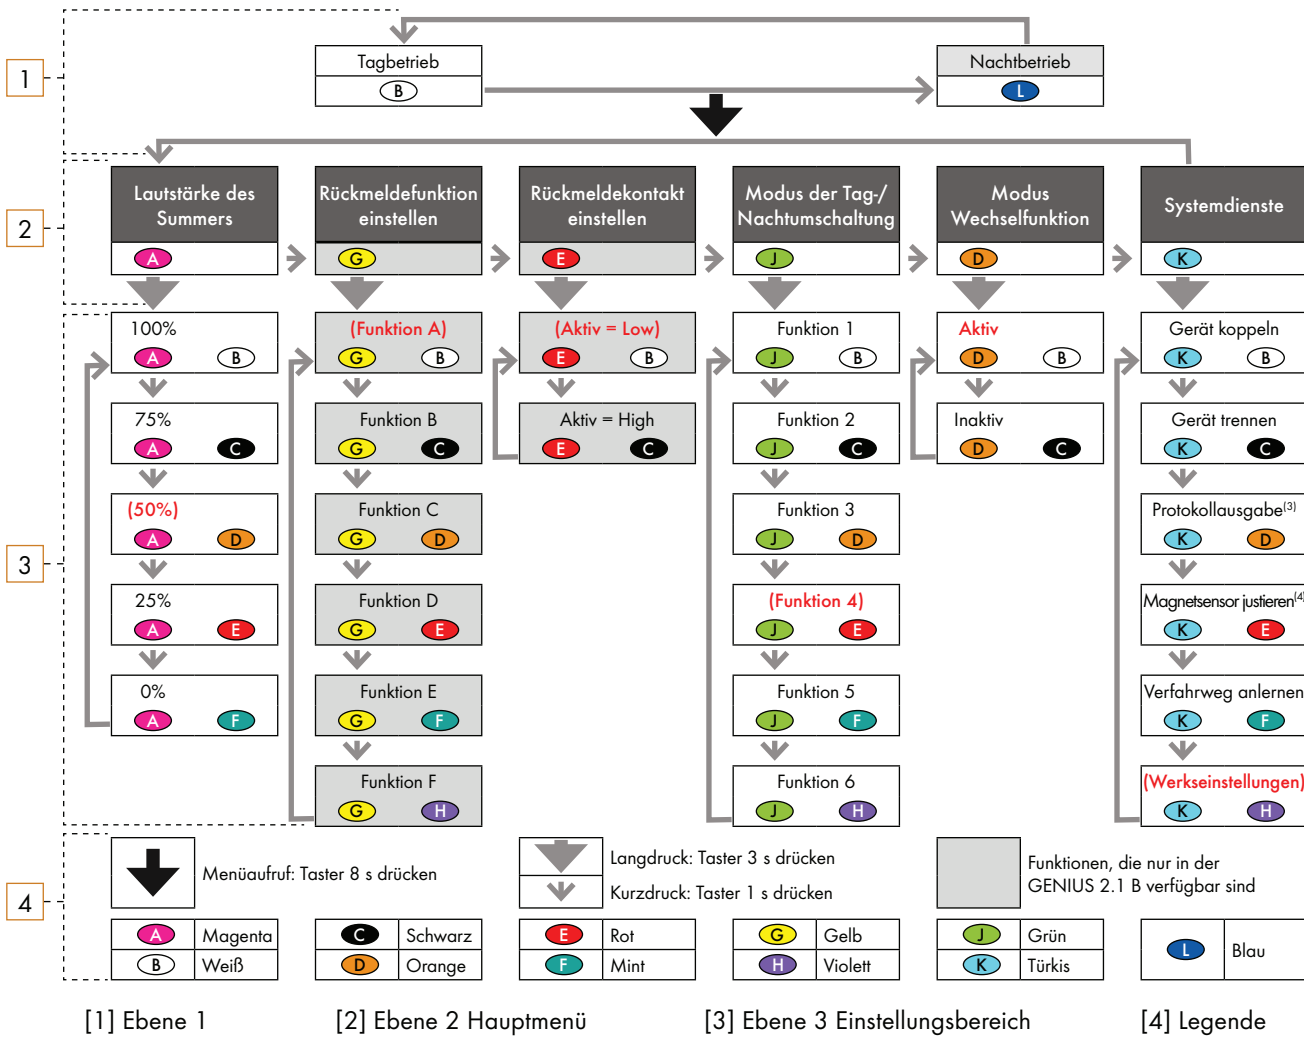 1
Tagbetrieb
B
Nachtbetrieb
L
2
Lautstärke des
Summers
A
Rückmeldefunktion
einstellen
G
Rückmeldekontakt
einstellen
E
Modus der Tag-/
Nachtumschaltung
J
Modus
Wechselfunktion
D
Systemdienste
K
3
100%
A B
75%
A C
(50%)
A D
25%
A E
0%
A F
(Funktion A)
G B
Funktion B
G C
Funktion C
G D
Funktion D
G E
Funktion E
G F
Funktion F
G H
(Aktiv = Low)
E B
Aktiv = High
E C
Funktion 1
J B
Funktion 2
J C
Funktion 3
J D
(Funktion 4)
J E
Funktion 5
J F
Funktion 6
J H
Aktiv
D B
Inaktiv
D C
Gerät koppeln
K B
Gerät trennen
K C
Protokollausgabe(3)
K D
Magnetsensor justieren(4)
K E
Verfahrweg anlernen
K F
(Werkseinstellungen)
K H
4
Menüaufruf: Taster 8 s drücken
Langdruck: Taster 3 s drücken
Kurzdruck: Taster 1 s drücken
Funktionen, die nur in der
GENIUS 2.1 B verfügbar sind
A Magenta
B Weiß
C Schwarz
D Orange
E Rot
F Mint
G Gelb
H Violett
J Grün
K Türkis
L Blau
[1] Ebene 1
[2] Ebene 2 Hauptmenü
[3] Ebene 3 Einstellungsbereich
[4] Legende